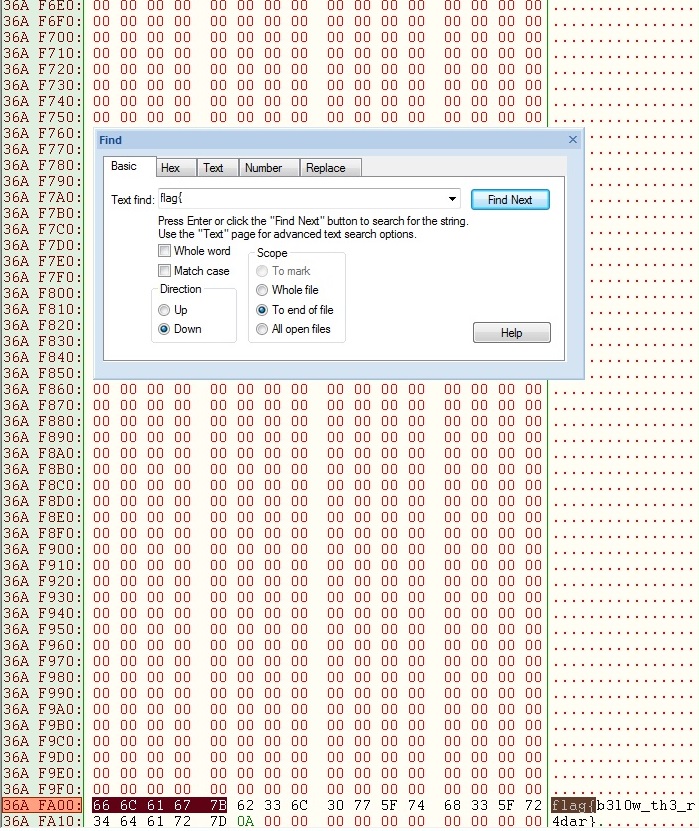 36A F6E0: 00 00 00 00 00 00 00 00 00 00 00 00 00 00 00 00 ................
36A F6F0: 00 00 00 00 00 00 00 00 00 00 00 00 00 00 00 00 ................
36A F700: 00 00 00 00 00 00 00 00 00 00 00 00 00 00 00 00 ................
36A F710: 00 00 00 00 00 00 00 00 00 00 00 00 00 00 00 00 ................
36A F720: 00 00 00 00 00 00 00 00 00 00 00 00 00 00 00 00 ................
36A F730: 00 00 00 00 00 00 00 00 00 00 00 00 00 00 00 00 ................
36A F740: 00 00 00 00 00 00 00 00 00 00 00 00 00 00 00 00 ................
36A F750: 00 00 00 00 00 00 00 00 00 00 00 00 00 00 00 00 ................
36A F760: ............
36A F770: ............
36A F780: ............
36A F790: ............
36A F7A0: ............
36A F7B0: ............
36A F7C0: ............
36A F7D0: ............
36A F7E0: ............
36A F7F0: ............
36A F800: ............
36A F810: ............
36A F820: ............
36A F830: ............
36A F840: ............
36A F850: ............
Find
Basic Hex Text Number Replace
Text find: flag{ Find Next
Press Enter or click the "Find Next" button to search for the string.
Use the "Text" page for advanced text search options.
Whole word
Match case
Direction
Up
Down
Scope
To mark
Whole file
To end of file
All open files
Help
36A F860: 00 00 00 00 00 00 00 00 00 00 00 00 00 00 00 00 ................
36A F870: 00 00 00 00 00 00 00 00 00 00 00 00 00 00 00 00 ................
36A F880: 00 00 00 00 00 00 00 00 00 00 00 00 00 00 00 00 ................
36A F890: 00 00 00 00 00 00 00 00 00 00 00 00 00 00 00 00 ................
36A F8A0: 00 00 00 00 00 00 00 00 00 00 00 00 00 00 00 00 ................
36A F8B0: 00 00 00 00 00 00 00 00 00 00 00 00 00 00 00 00 ................
36A F8C0: 00 00 00 00 00 00 00 00 00 00 00 00 00 00 00 00 ................
36A F8D0: 00 00 00 00 00 00 00 00 00 00 00 00 00 00 00 00 ................
36A F8E0: 00 00 00 00 00 00 00 00 00 00 00 00 00 00 00 00 ................
36A F8F0: 00 00 00 00 00 00 00 00 00 00 00 00 00 00 00 00 ................
36A F900: 00 00 00 00 00 00 00 00 00 00 00 00 00 00 00 00 ................
36A F910: 00 00 00 00 00 00 00 00 00 00 00 00 00 00 00 00 ................
36A F920: 00 00 00 00 00 00 00 00 00 00 00 00 00 00 00 00 ................
36A F930: 00 00 00 00 00 00 00 00 00 00 00 00 00 00 00 00 ................
36A F940: 00 00 00 00 00 00 00 00 00 00 00 00 00 00 00 00 ................
36A F950: 00 00 00 00 00 00 00 00 00 00 00 00 00 00 00 00 ................
36A F960: 00 00 00 00 00 00 00 00 00 00 00 00 00 00 00 00 ................
36A F970: 00 00 00 00 00 00 00 00 00 00 00 00 00 00 00 00 ................
36A F980: 00 00 00 00 00 00 00 00 00 00 00 00 00 00 00 00 ................
36A F990: 00 00 00 00 00 00 00 00 00 00 00 00 00 00 00 00 ................
36A F9A0: 00 00 00 00 00 00 00 00 00 00 00 00 00 00 00 00 ................
36A F9B0: 00 00 00 00 00 00 00 00 00 00 00 00 00 00 00 00 ................
36A F9C0: 00 00 00 00 00 00 00 00 00 00 00 00 00 00 00 00 ................
36A F9D0: 00 00 00 00 00 00 00 00 00 00 00 00 00 00 00 00 ................
36A F9E0: 00 00 00 00 00 00 00 00 00 00 00 00 00 00 00 00 ................
36A F9F0: 00 00 00 00 00 00 00 00 00 00 00 00 00 00 00 00 ................
36A FA00: 66 6C 61 67 7B 62 33 6C 30 77 5F 74 68 33 5F 72 flag{b3l0w_th3_r
36A FA10: 34 64 61 72 7D 0A 00 00 00 00 00 00 00 00 00 00 4dar}...........